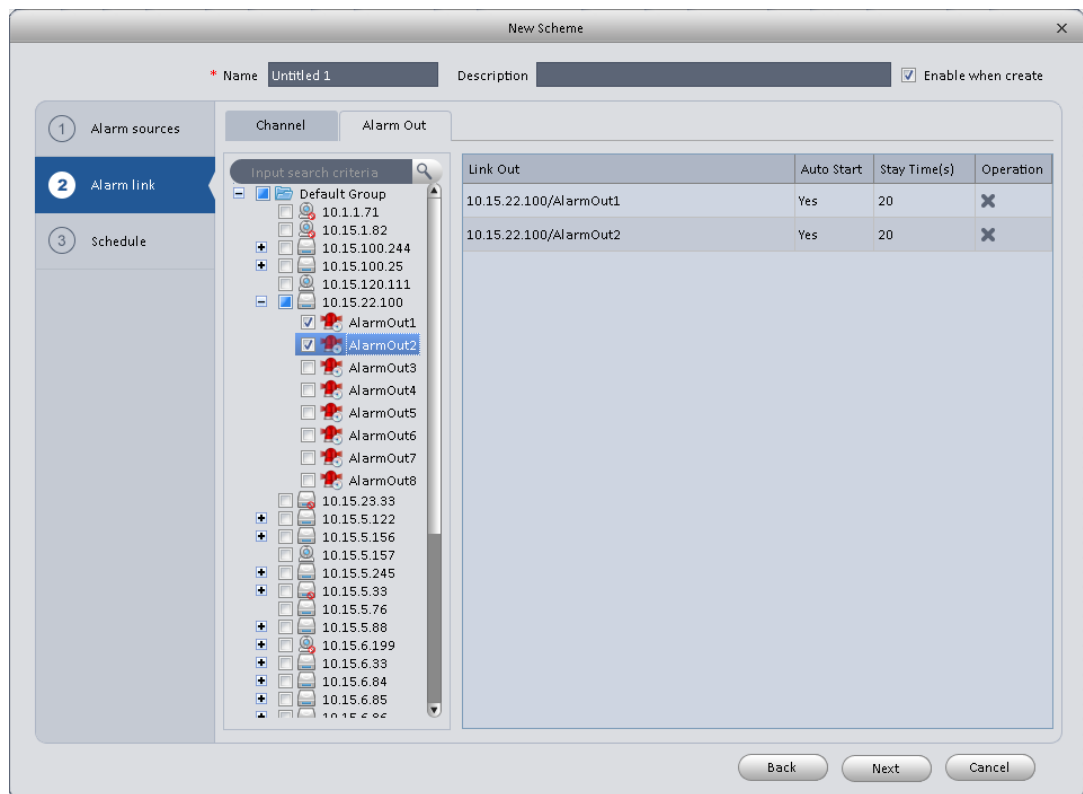 New Scheme
* Name Untitled 1 Description Enable when create
1 Alarm sources
2 Alarm link
3 Schedule
Channel Alarm Out
Input search criteria
Default Group
10.1.1.71
10.15.1.82
10.15.100.244
10.15.100.25
10.15.120.111
10.15.22.100
AlarmOut1
AlarmOut2
AlarmOut3
AlarmOut4
AlarmOut5
AlarmOut6
AlarmOut7
AlarmOut8
10.15.23.33
10.15.5.122
10.15.5.156
10.15.5.157
10.15.5.245
10.15.5.33
10.15.5.76
10.15.5.88
10.15.6.199
10.15.6.33
10.15.6.84
10.15.6.85
Link Out Auto Start Stay Time(s) Operation
10.15.22.100/AlarmOut1 Yes 20
10.15.22.100/AlarmOut2 Yes 20
Back Next Cancel